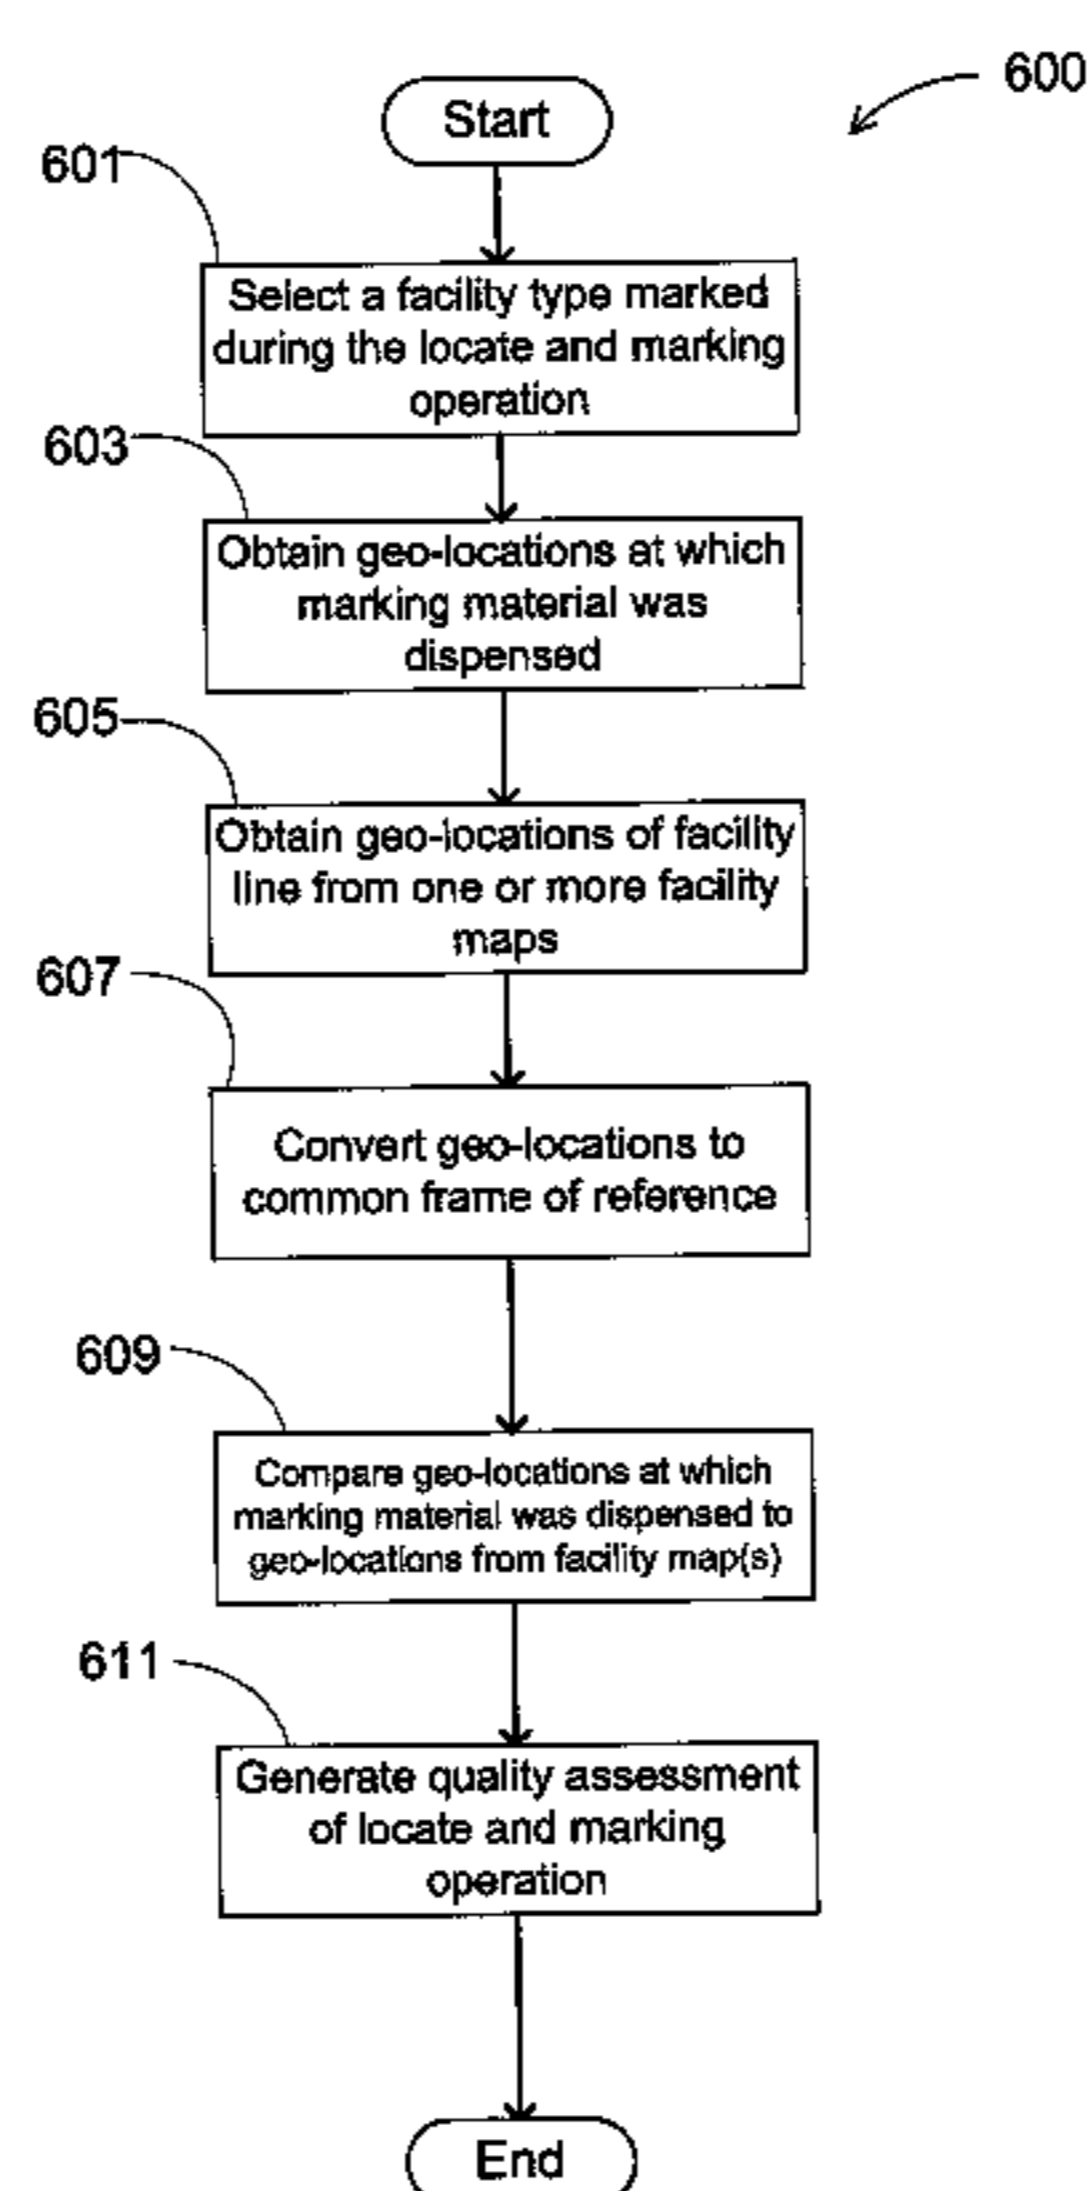 600
Start
601
Select a facility type marked
during the locate and marking
operation
603
Obtain geo-locations at which
marking material was
dispensed
605
Obtain geo-locations of facility
line from one or more facility
maps
607
Convert geo-locations to
common frame of reference
609
Compare geo-locations at which
marking material was dispensed to
geo-locations from facility map(s)
611
Generate quality assessment
of locate and marking
operation
End